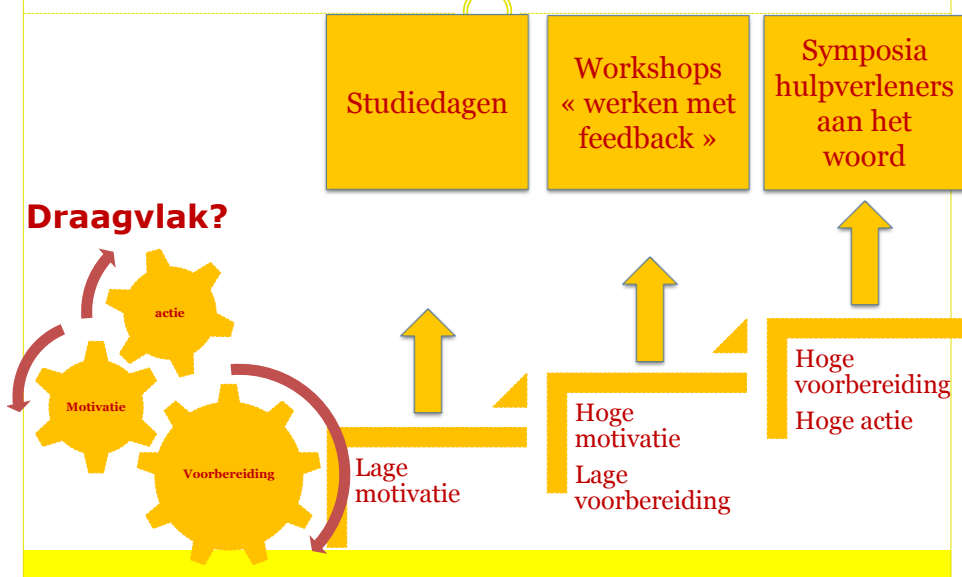 Studiedagen
Workshops
« werken met
feedback »
Symposia
hulpverleners
aan het
woord
Draagvlak?
actie
Motivatie
Voorbereiding
Lage
motivatie
Hoge
motivatie
Lage
voorbereiding
Hoge
voorbereiding
Hoge actie